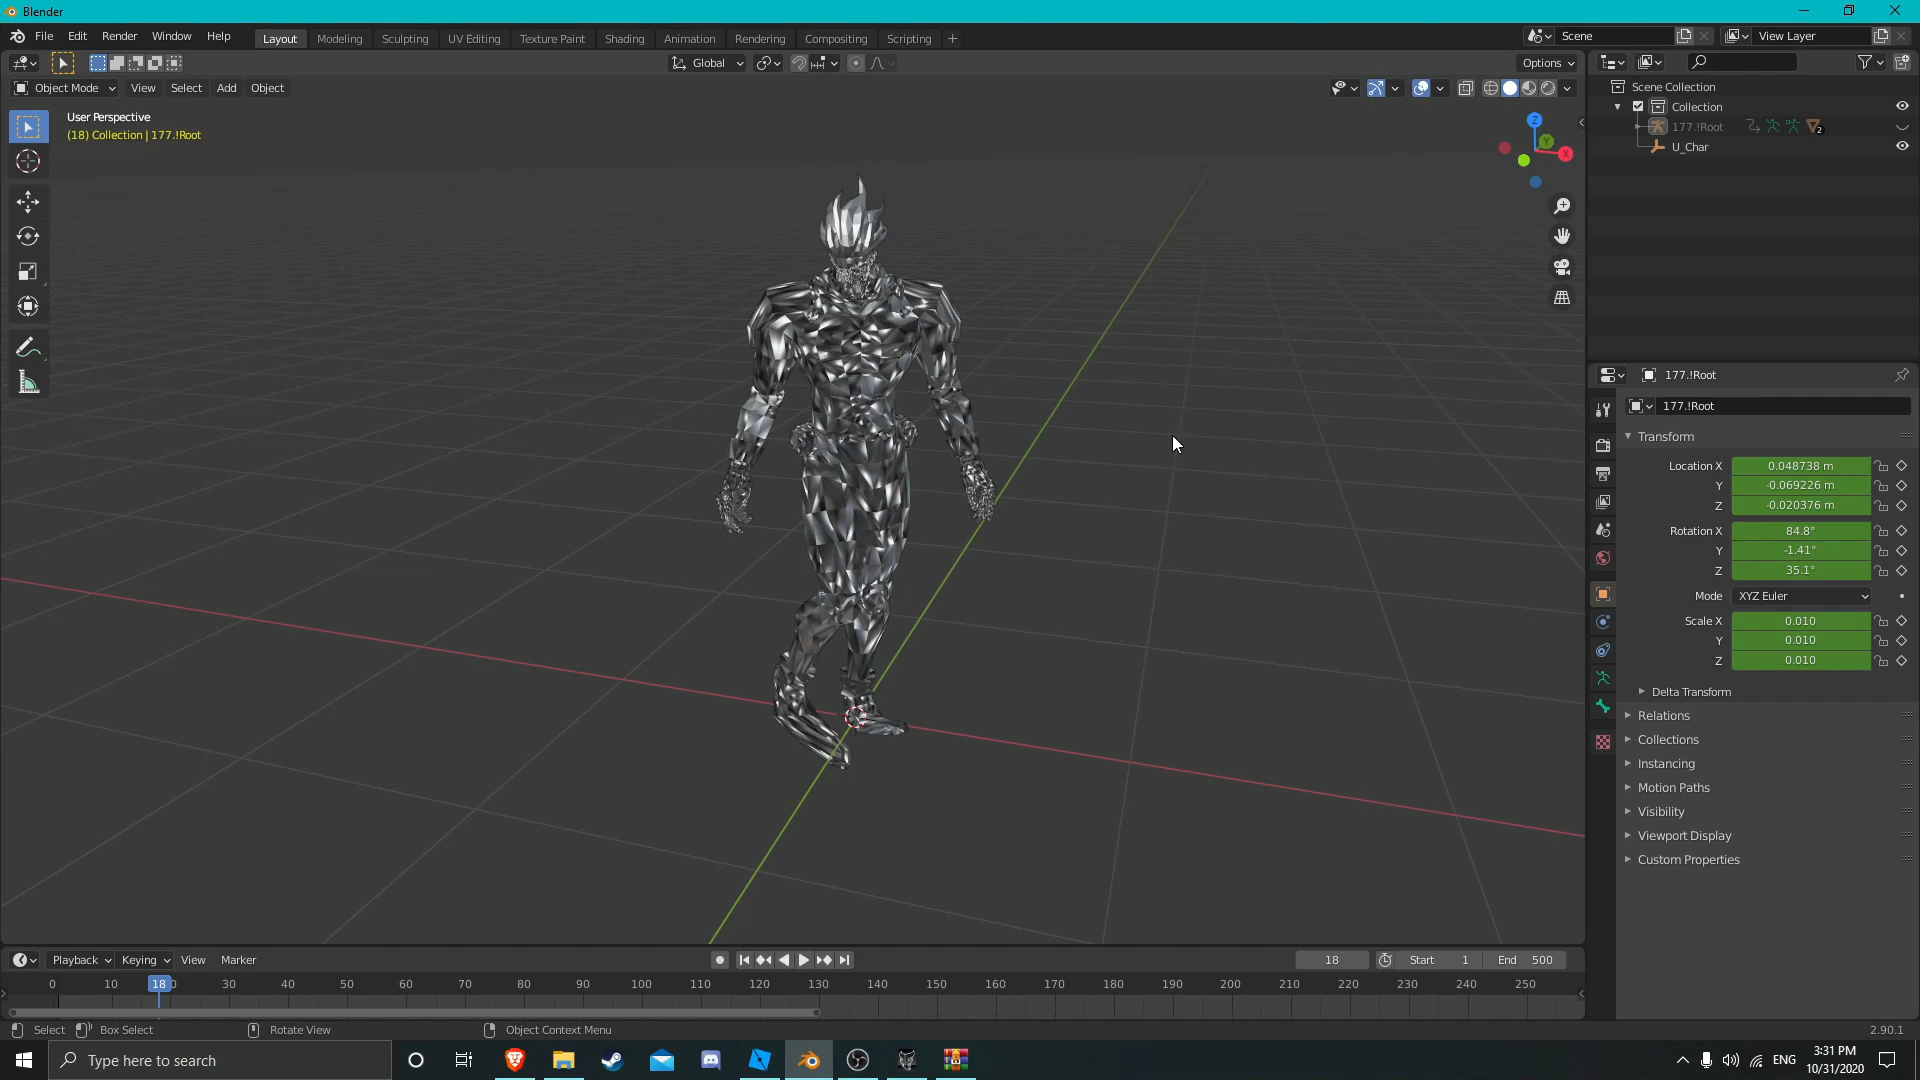 Blender
File Edit Render Window Help
Layout Modeling Sculpting UV Editing Texture Paint Shading Animation Rendering Compositing Scripting +
Scene
View Layer
Global
Options
Object Mode View Select Add Object
User Perspective
(18) Collection | 177.!Root
Z
Y
X
Scene Collection
Collection
177.!Root
2
U_Char
177.!Root
177.!Root
Transform
Location X 0.048738 m
Y -0.069226 m
Z -0.020376 m
Rotation X 84.8°
Y -1.41°
Z 35.1°
Mode XYZ Euler
Scale X 0.010
Y 0.010
Z 0.010
Delta Transform
Relations
Collections
Instancing
Motion Paths
Visibility
Viewport Display
Custom Properties
Playback Keying View Marker
18 Start 1 End 500
0 10 18 30 40 50 60 70 80 90 100 110 120 130 140 150 160 170 180 190 200 210 220 230 240 250
Select Box Select Rotate View Object Context Menu 2.90.1
Type here to search
ENG
3:31 PM
10/31/2020